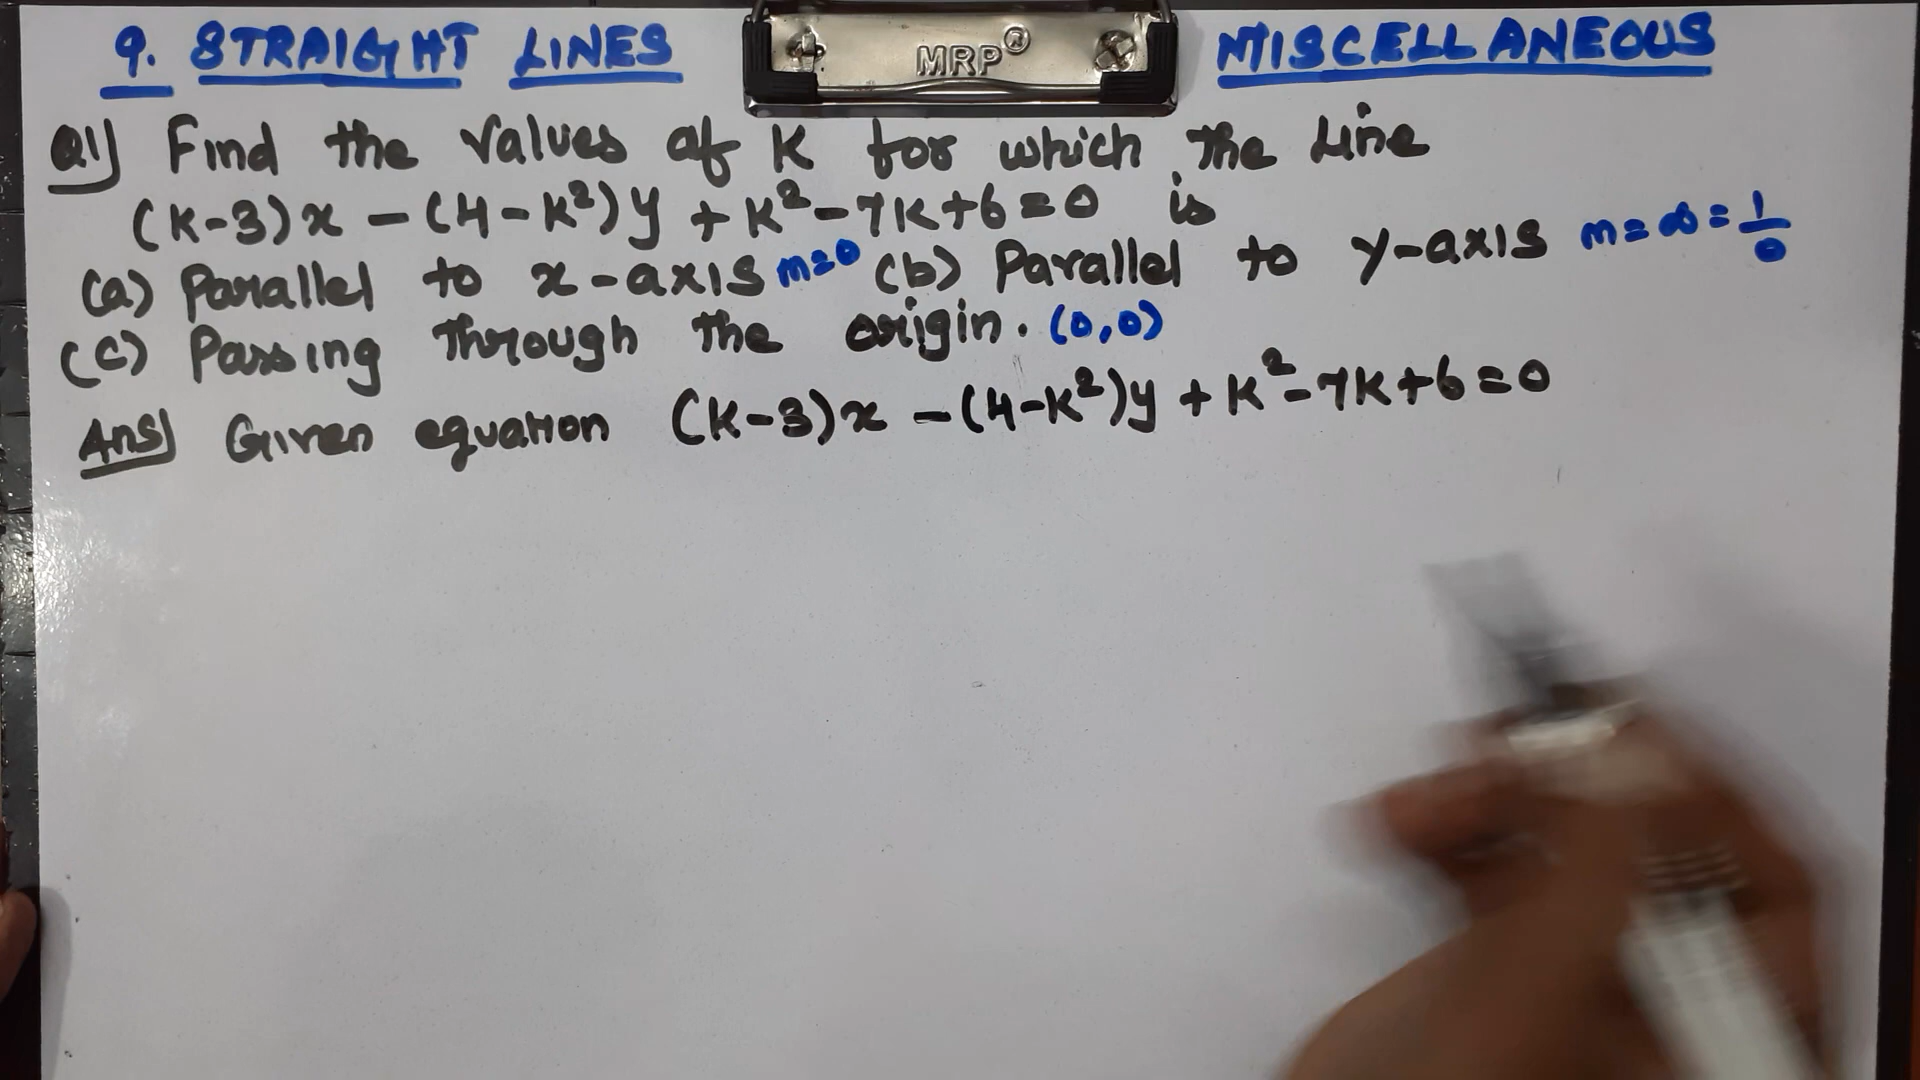 9. STRAIGHT LINES MRP® MISCELLANEOUS
Q1) Find the values of K for which the line
(K-3)x - (4-K²)y + K²-7K+6=0 is
(a) Parallel to x-axis m=0 (b) Parallel to y-axis m=∞=1/0
(c) Passing through the origin. (0,0)
Ans) Given equation (K-3)x - (4-K²)y + K²-7K+6=0